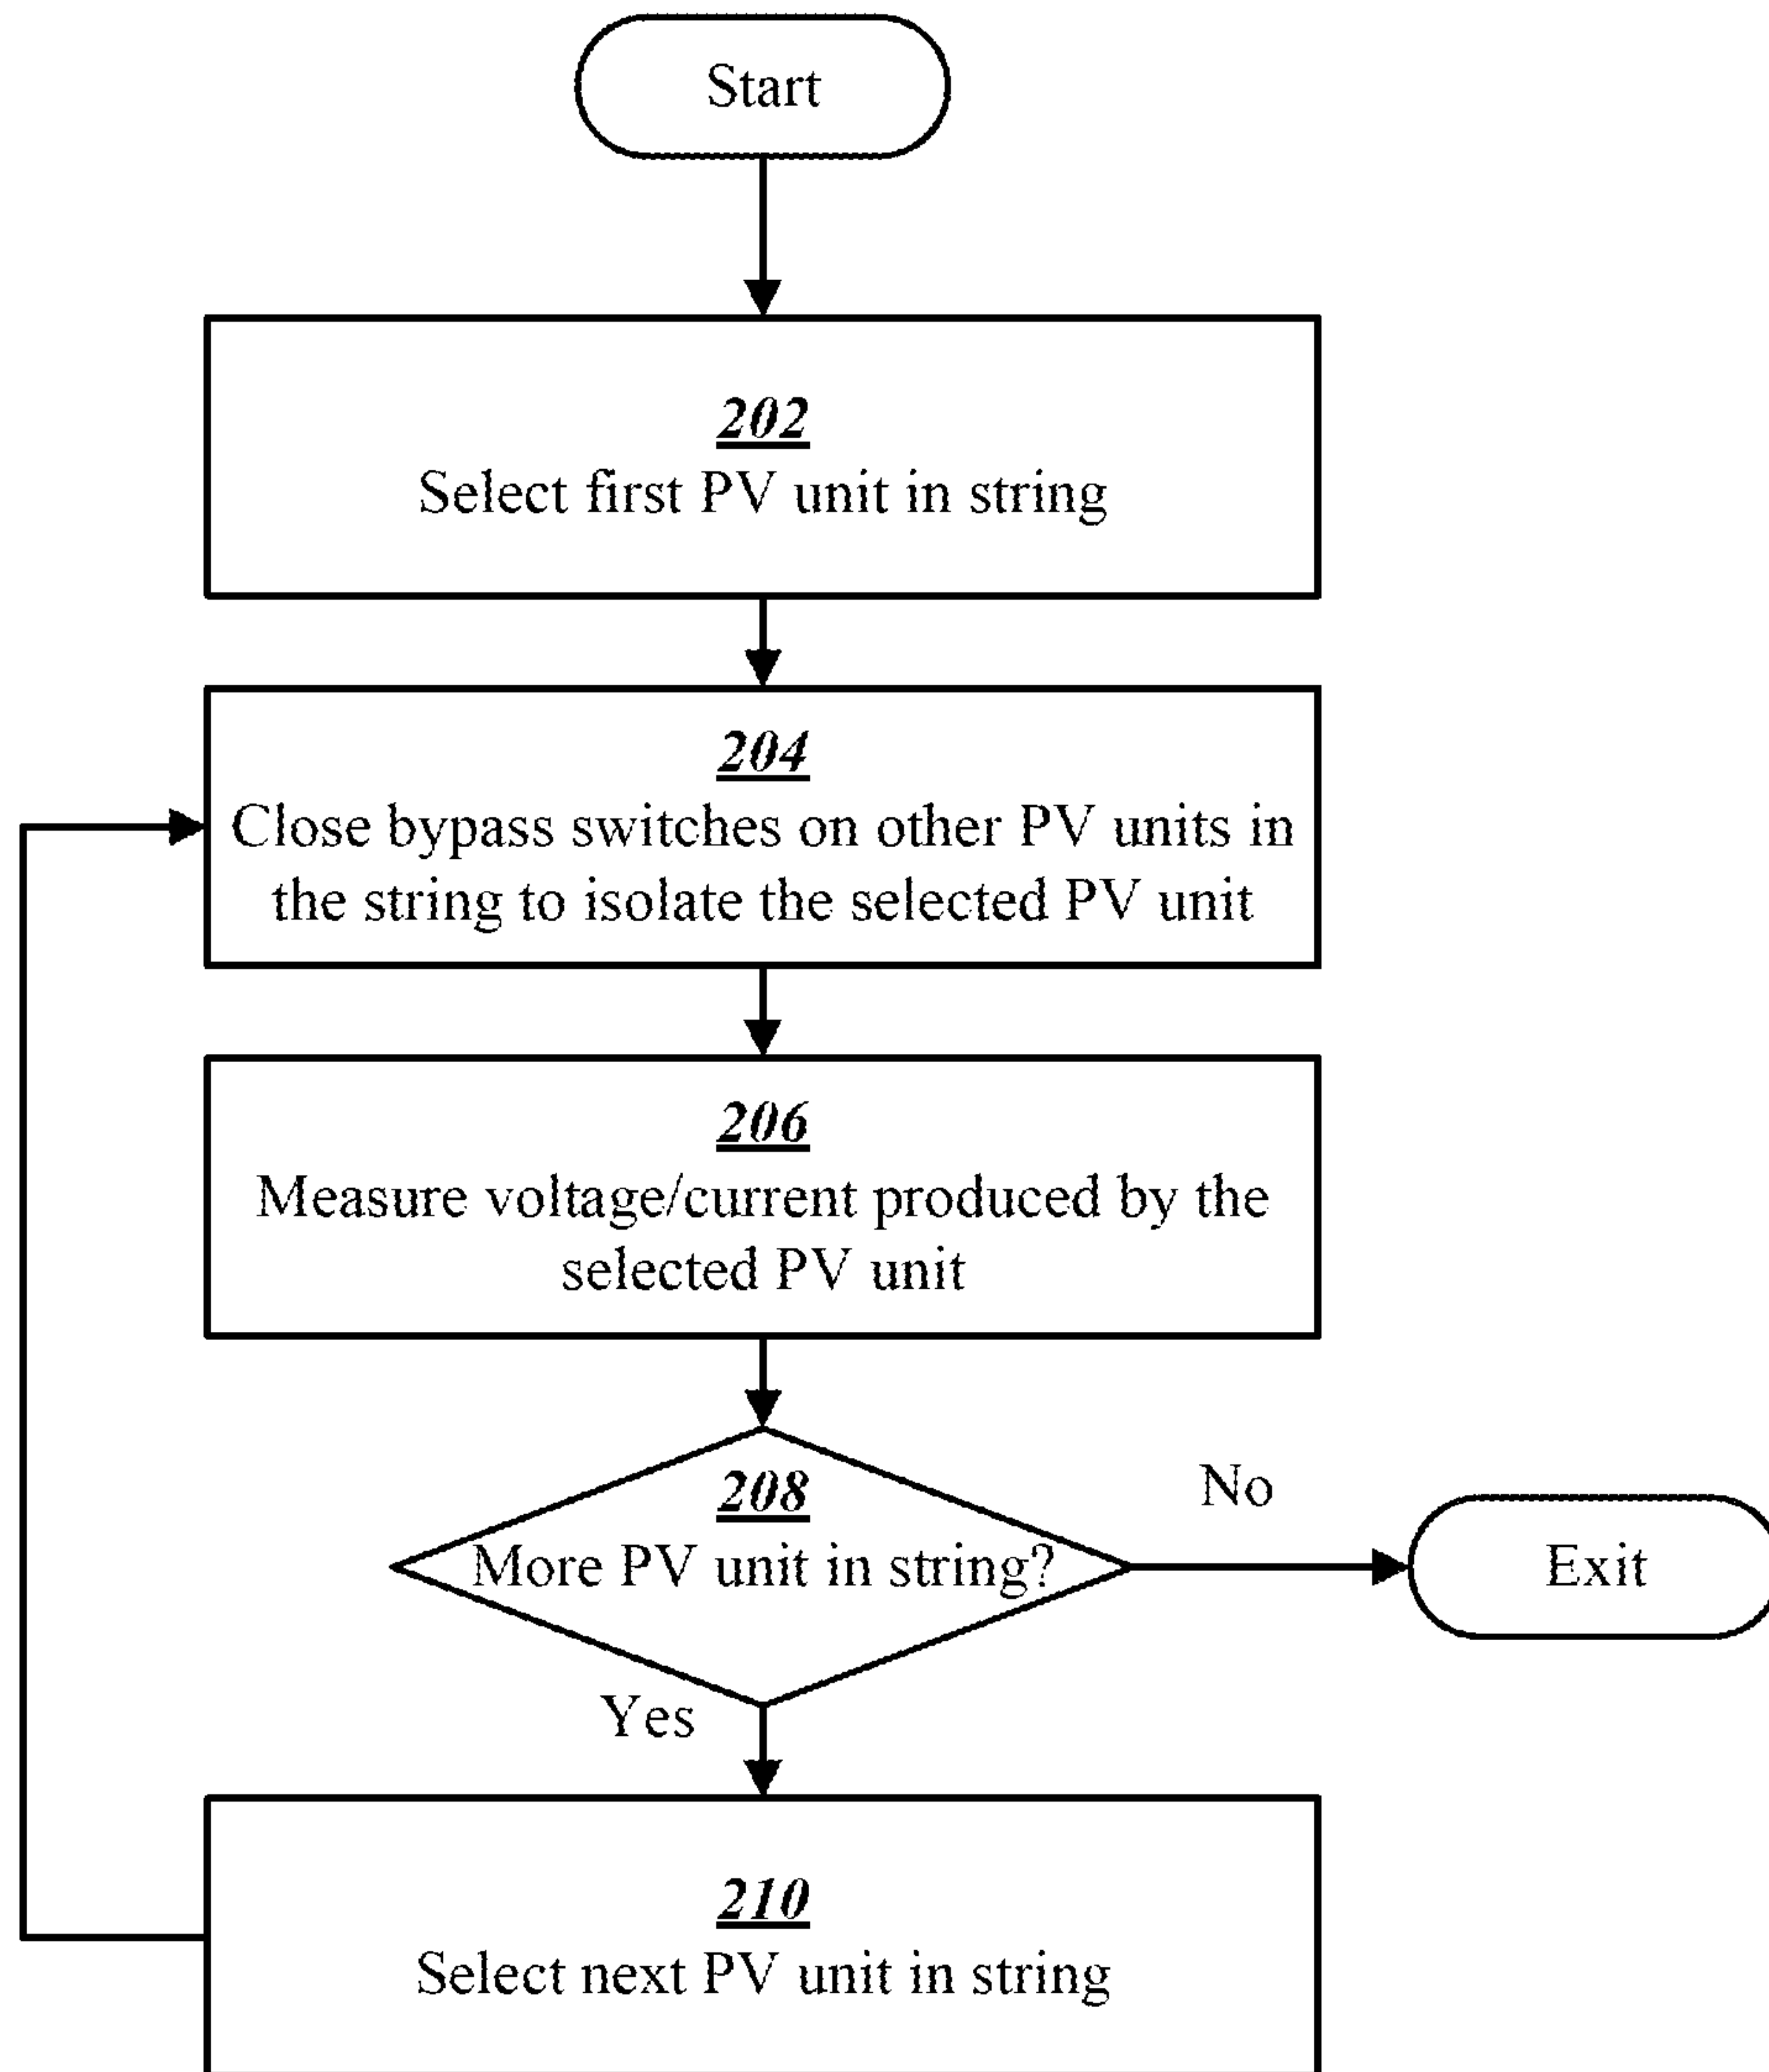 Start
202
Select first PV unit in string
204
Close bypass switches on other PV units in
the string to isolate the selected PV unit
206
Measure voltage/current produced by the
selected PV unit
208
More PV unit in string?
No
Exit
Yes
210
Select next PV unit in string